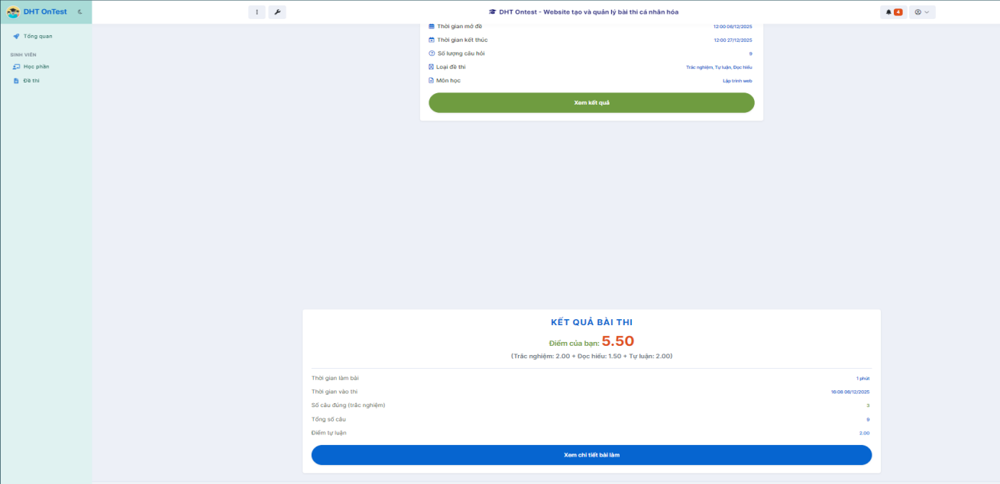 DHT OnTest
DHT Ontest - Website tạo và quản lý bài thi cá nhân hóa
4
Tổng quan
SINH VIÊN
Học phần
Đề thi
Thời gian mở đề 12:00 06/12/2025
Thời gian kết thúc 12:00 27/12/2025
Số lượng câu hỏi 9
Loại đề thi Trắc nghiệm, Tự luận, Đọc hiểu
Môn học Lập trình web
Xem kết quả
KẾT QUẢ BÀI THI
Điểm của bạn: 5.50
(Trắc nghiệm: 2.00 + Đọc hiểu: 1.50 + Tự luận: 2.00)
Thời gian làm bài 1 phút
Thời gian vào thi 16:08 06/12/2025
Số câu đúng (trắc nghiệm) 3
Tổng số câu 9
Điểm tự luận 2.00
Xem chi tiết bài làm